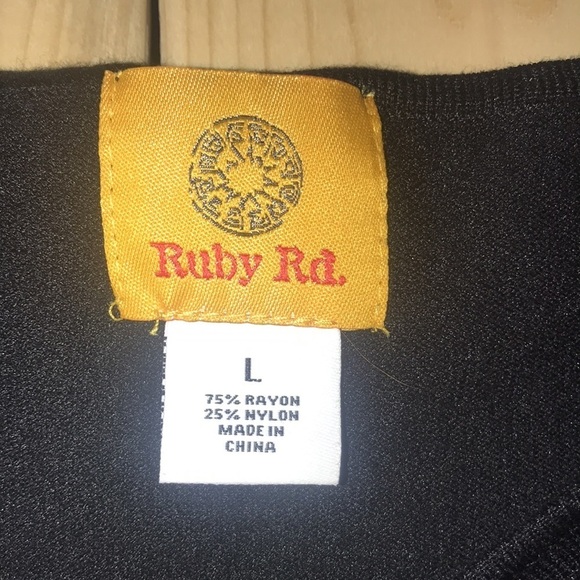 Ruby Rd.
L
75% RAYON
25% NYLON
MADE IN
CHINA